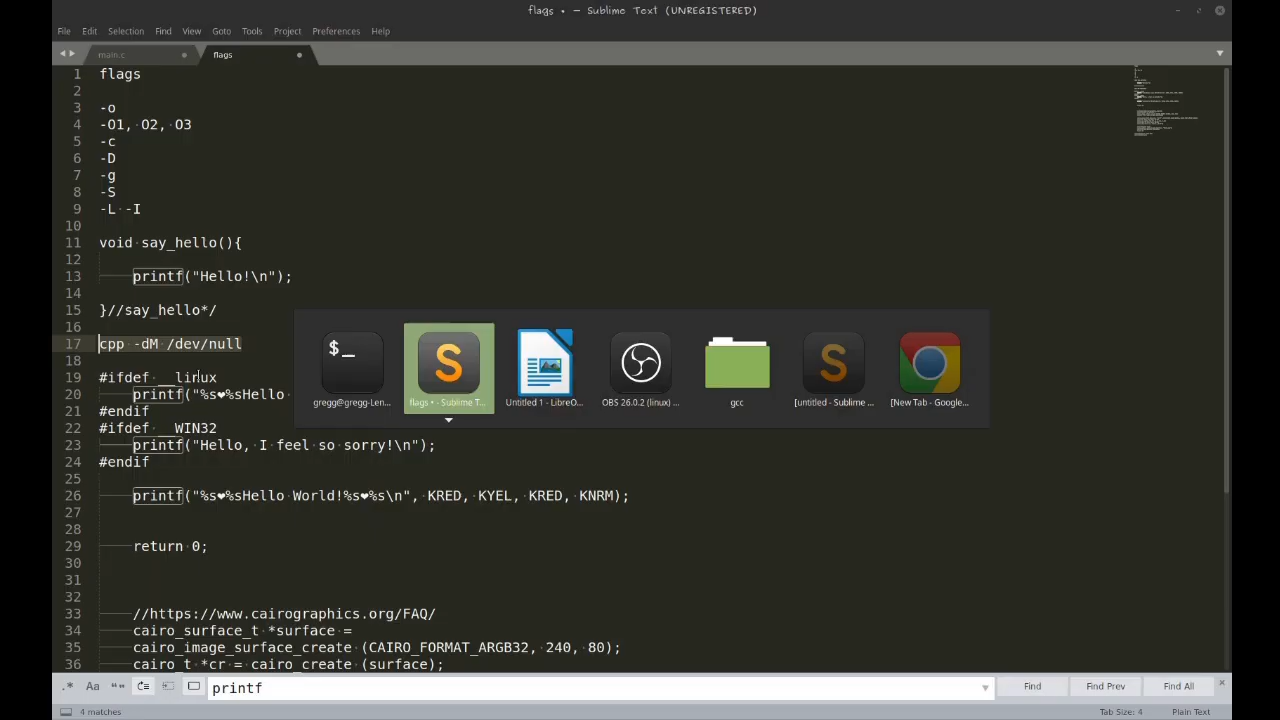 flags • — Sublime Text (UNREGISTERED)
File Edit Selection Find View Goto Tools Project Preferences Help
main.c flags
1 flags
2
3 -o
4 -O1, O2, O3
5 -c
6 -D
7 -g
8 -S
9 -L -I
10
11 void say_hello(){
12
13 printf("Hello!\n");
14
15 }//say_hello*/
16
17 cpp -dM /dev/null
18
19 #ifdef __linux
20 printf("%s❤%sHello
21 #endif
22 #ifdef __WIN32
23 printf("Hello, I feel so sorry!\n");
24 #endif
25
26 printf("%s❤%sHello World!%s❤%s\n", KRED, KYEL, KRED, KNRM);
27
28
29 return 0;
30
31
32
33 //https://www.cairographics.org/FAQ/
34 cairo_surface_t *surface =
35 cairo_image_surface_create (CAIRO_FORMAT_ARGB32, 240, 80);
36 cairo_t *cr = cairo_create (surface);
$_
gregg@gregg-Len... flags • - Sublime T... Untitled 1 - LibreO... OBS 26.0.2 (linux) ... gcc [untitled - Sublime ... [New Tab - Google...
.* Aa “” printf Find Find Prev Find All
4 matches Tab Size: 4 Plain Text